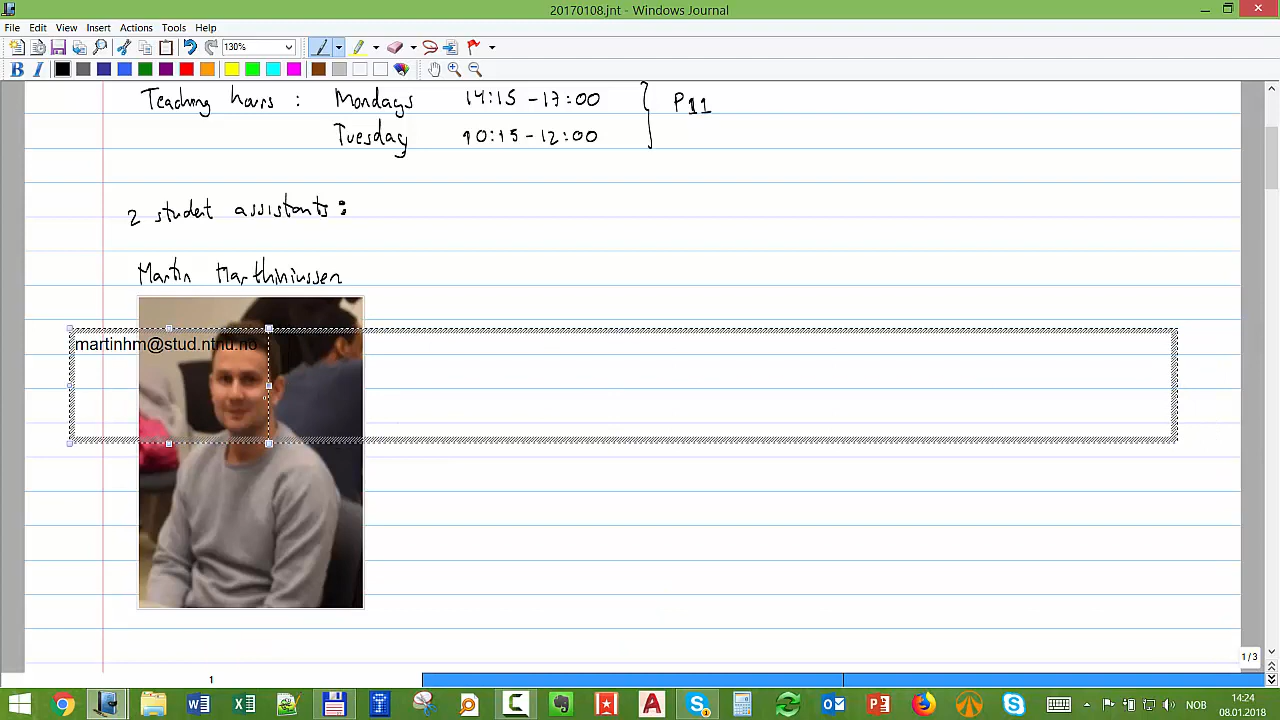 20170108.jnt - Windows Journal
File Edit View Insert Actions Tools Help
130%
B I
Teaching hours : Mondays 14:15 - 17:00 P11
Tuesday 10:15 - 12:00
2 student assistants:
Martin Marthiniussen
martinhm@stud.ntnu.no
1/3
1
14:24
NOB
08.01.2018